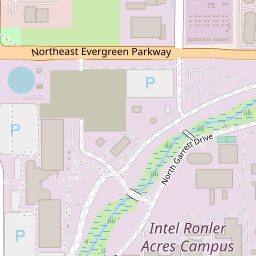 Northeast Evergreen Parkway
P
P
North Garrett Drive
P
P
Intel Ronler
Acres Campus